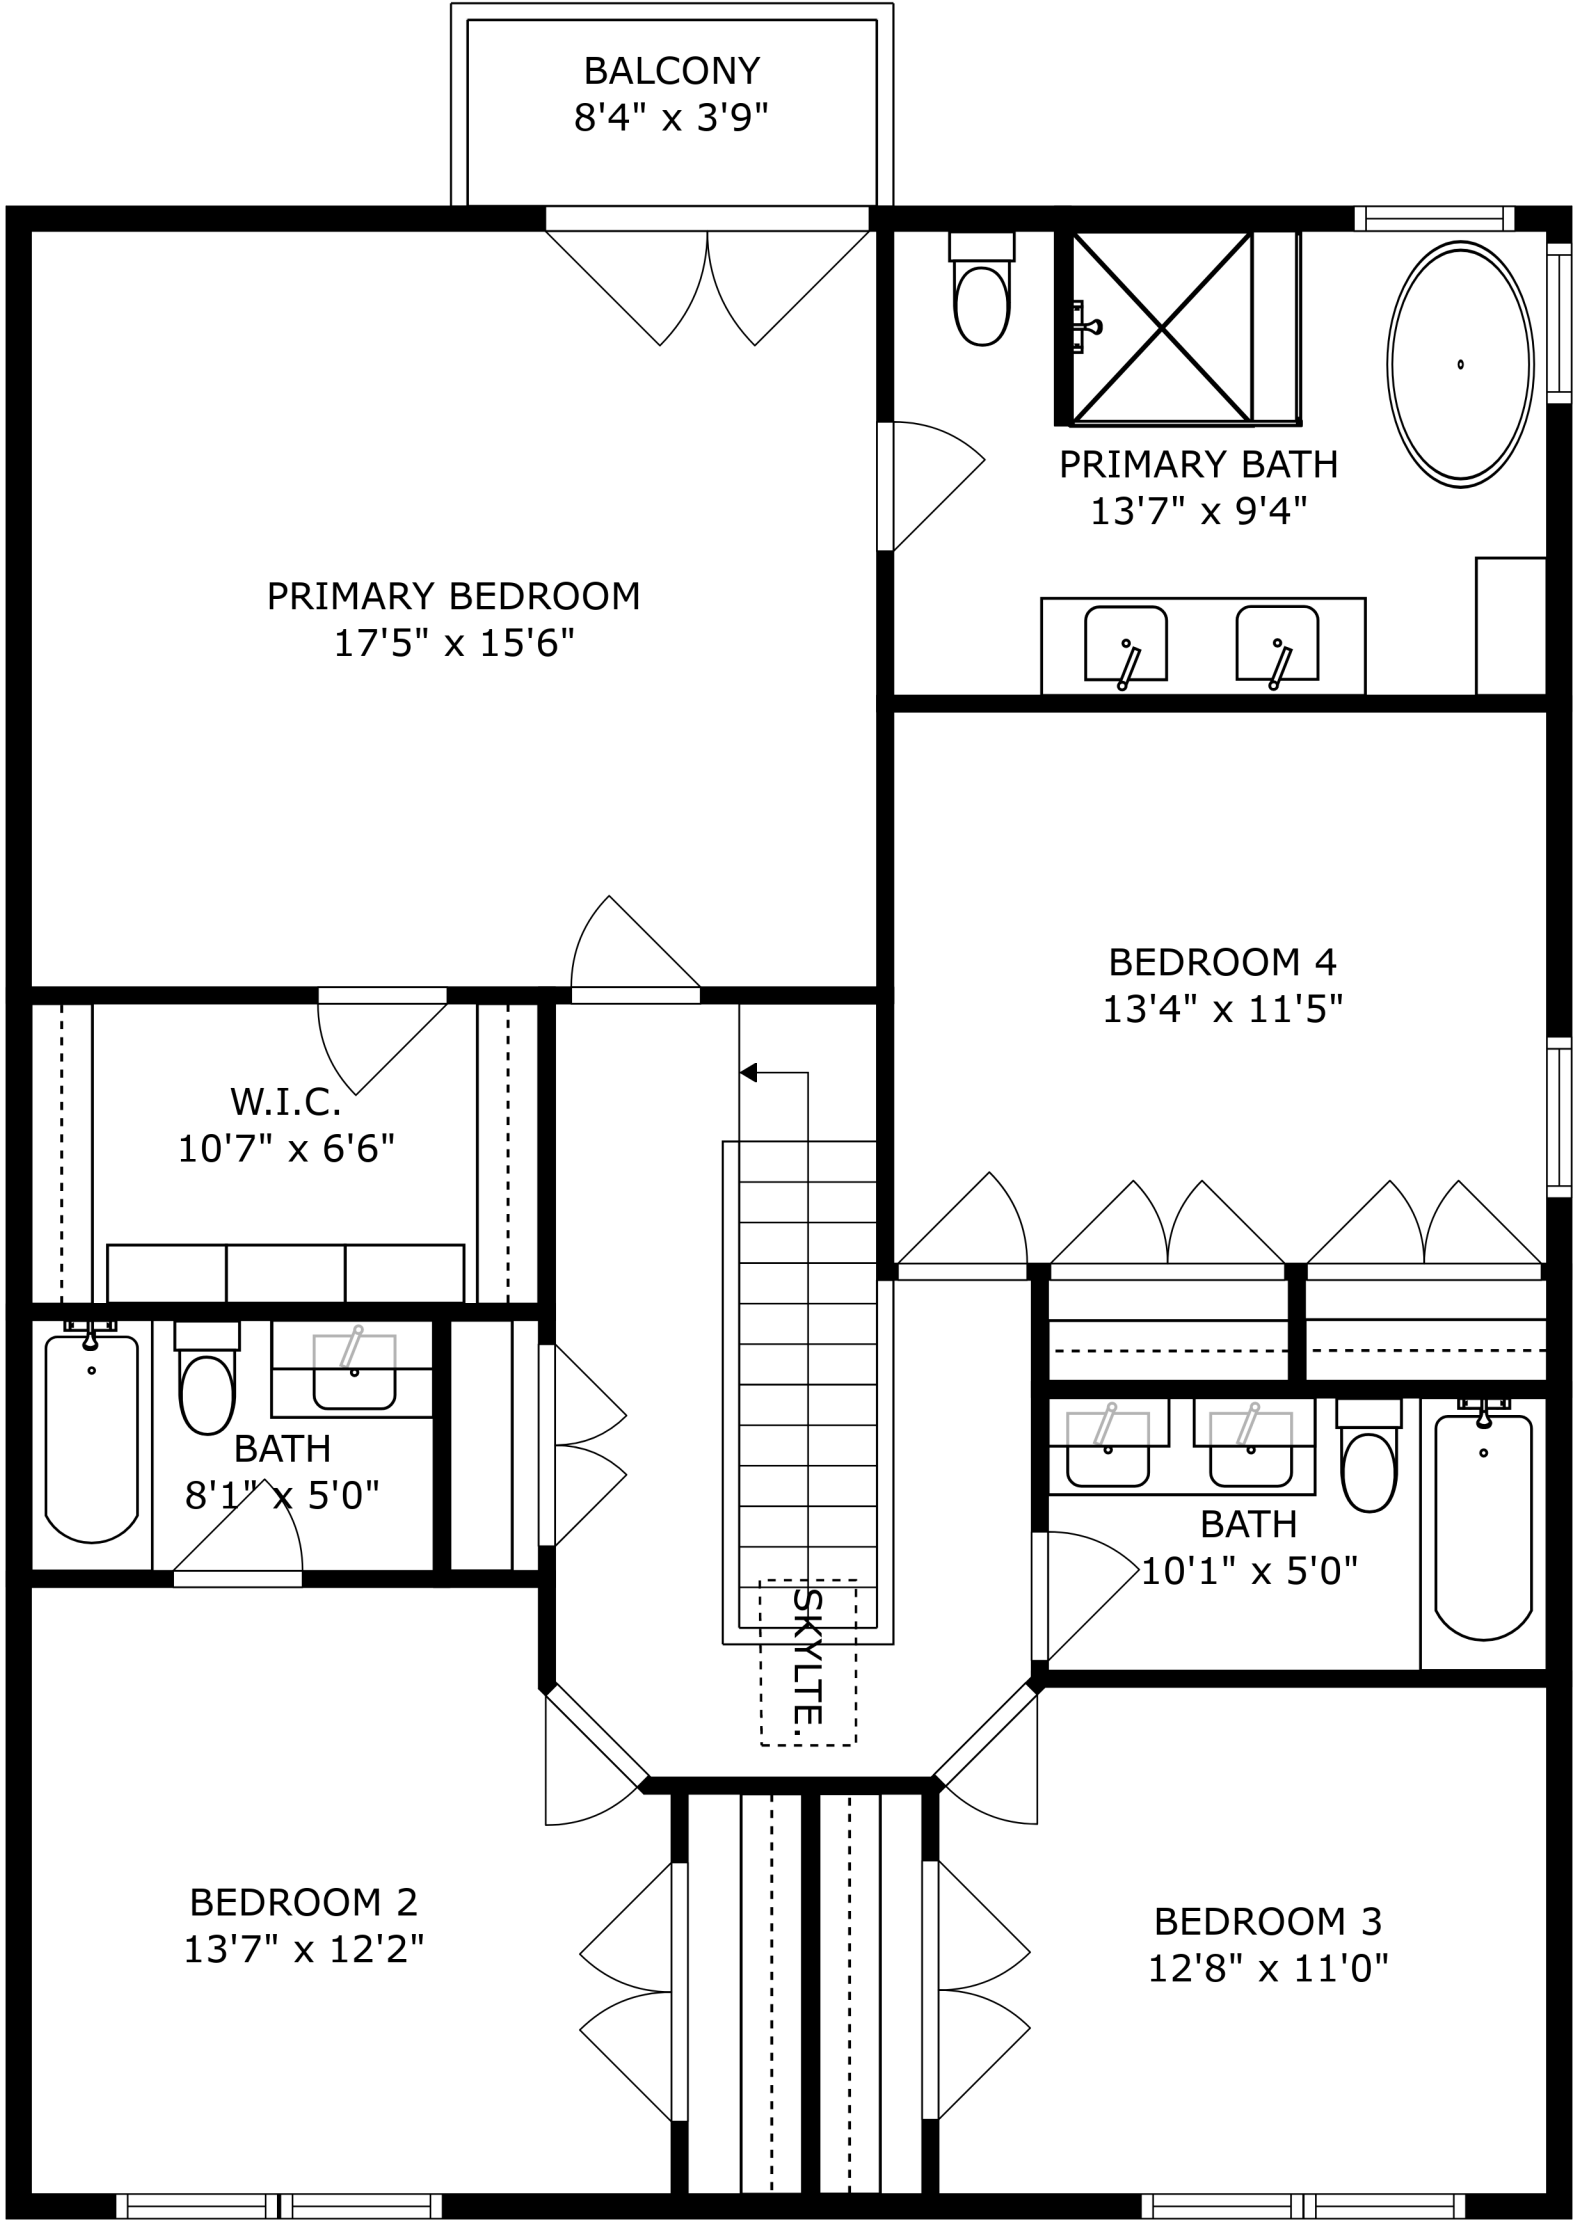 BALCONY
8'4" x 3'9"
PRIMARY BATH
13'7" x 9'4"
PRIMARY BEDROOM
17'5" x 15'6"
BEDROOM 4
13'4" x 11'5"
W.I.C.
10'7" x 6'6"
BATH
8'1" x 5'0"
BATH
10'1" x 5'0"
SKYLTE.
BEDROOM 2
13'7" x 12'2"
BEDROOM 3
12'8" x 11'0"